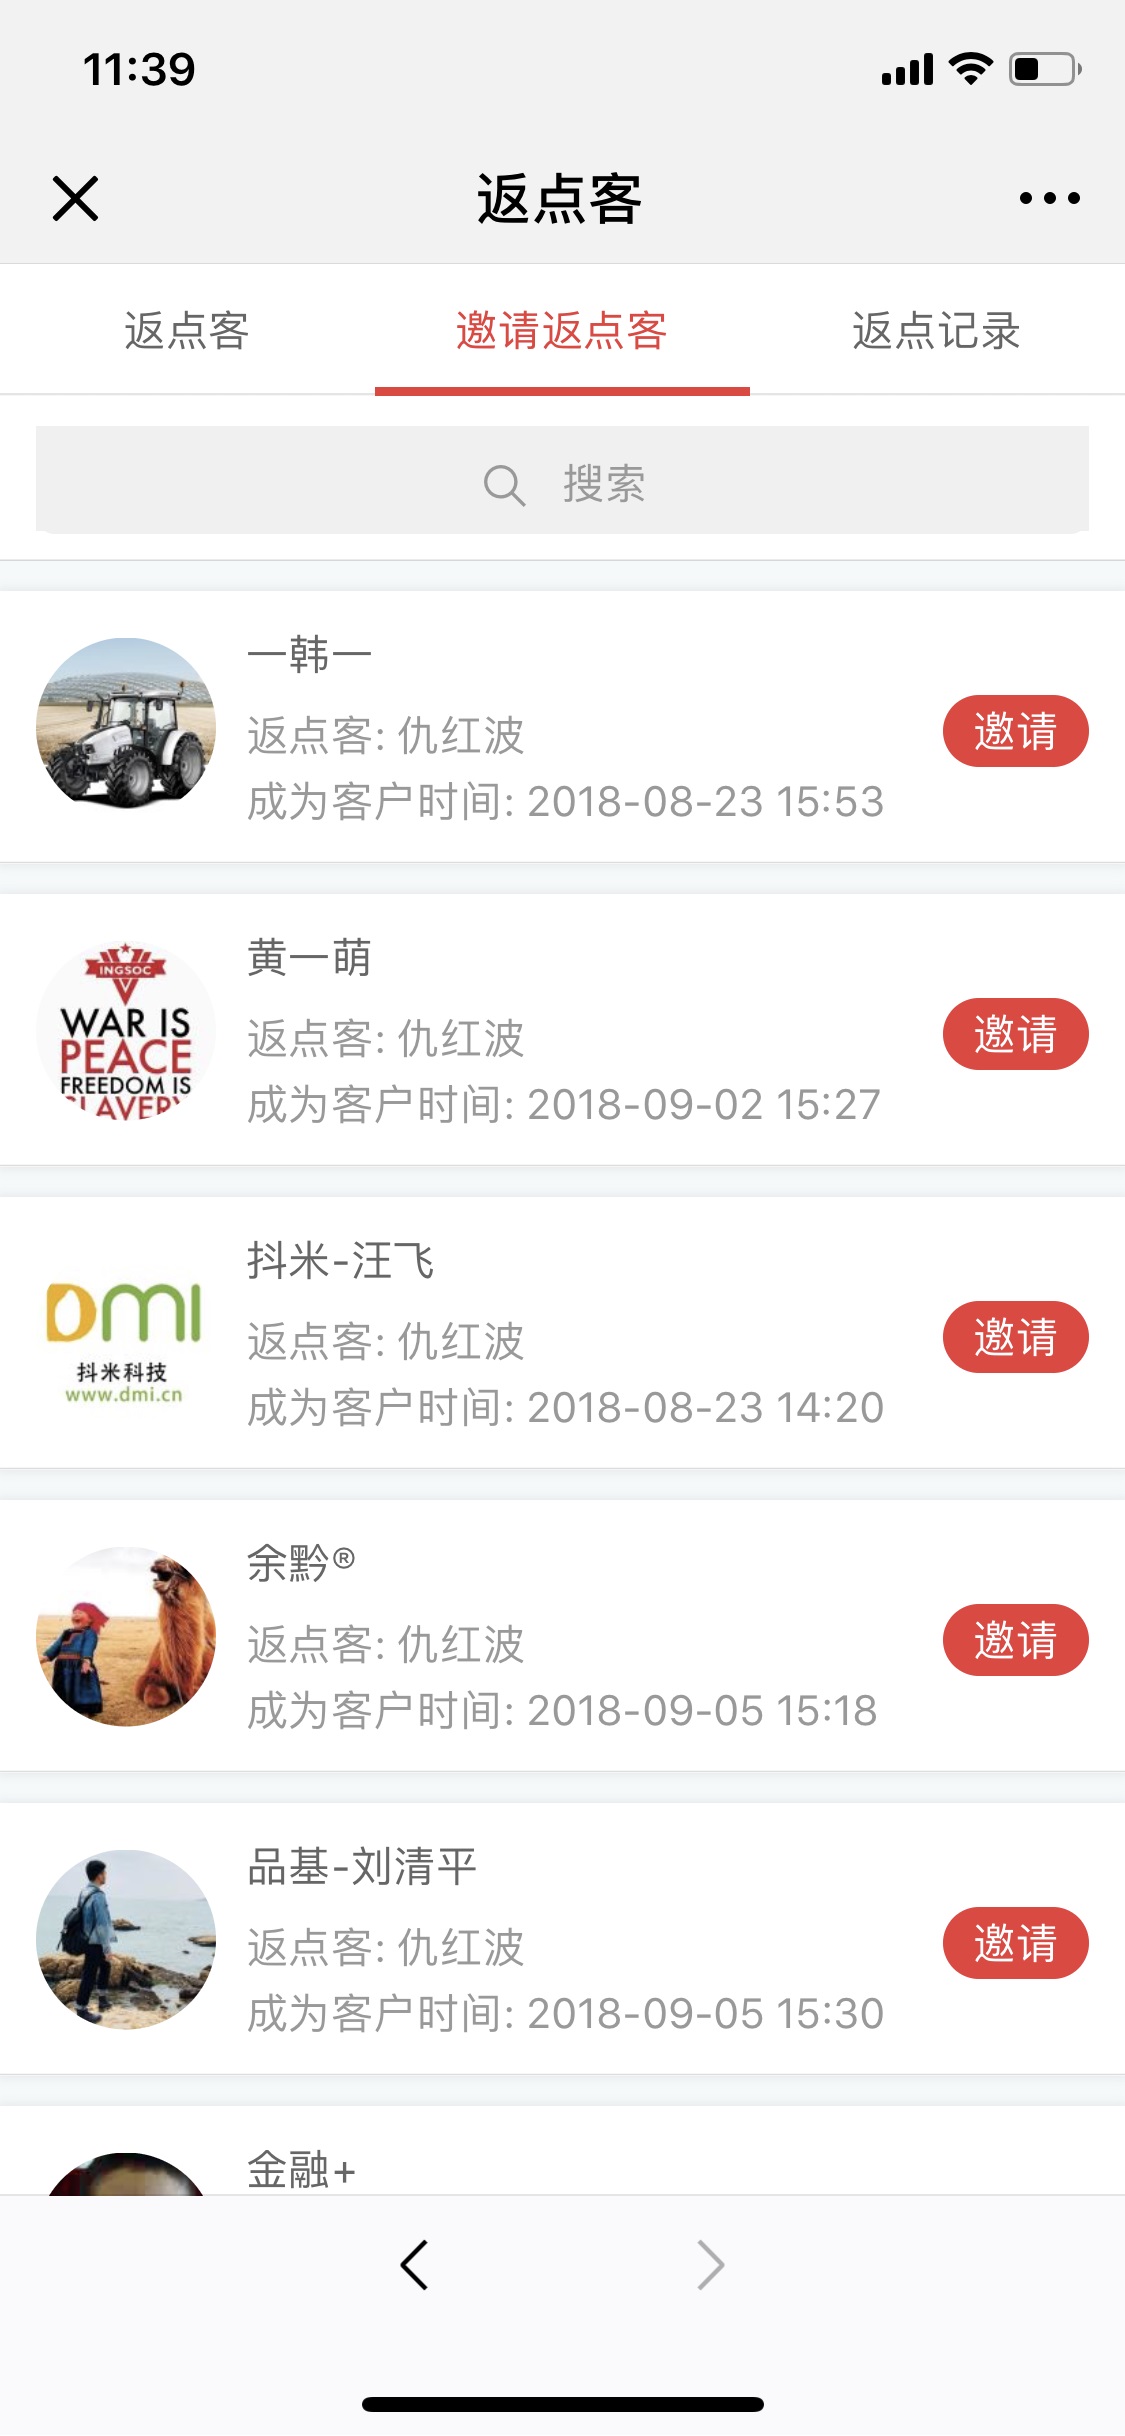 11:39
返点客
返点客
邀请返点客
返点记录
搜索
一韩一
返点客: 仇红波
成为客户时间: 2018-08-23 15:53
邀请
INGSOC
WAR IS
PEACE
FREEDOM IS
SLAVERY
黄一萌
返点客: 仇红波
成为客户时间: 2018-09-02 15:27
邀请
DMI
抖米科技
www.dmi.cn
抖米-汪飞
返点客: 仇红波
成为客户时间: 2018-08-23 14:20
邀请
余黔®
返点客: 仇红波
成为客户时间: 2018-09-05 15:18
邀请
品基-刘清平
返点客: 仇红波
成为客户时间: 2018-09-05 15:30
邀请
金融+